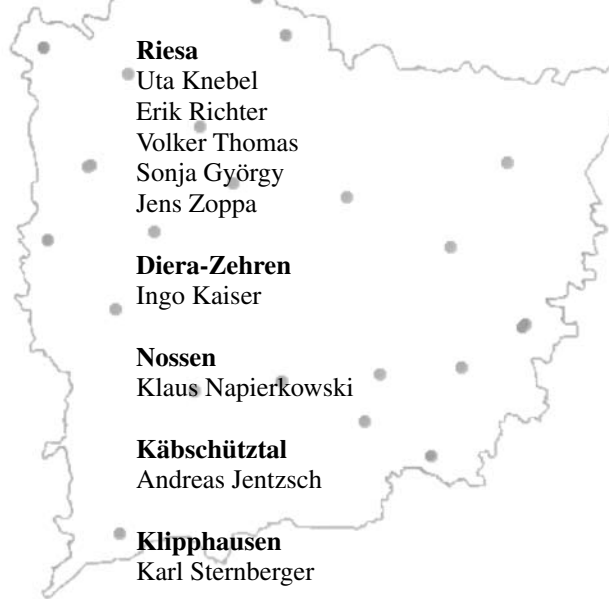 Riesa
Uta Knebel
Erik Richter
Volker Thomas
Sonja György
Jens Zoppa
Diera-Zehren
Ingo Kaiser
Nossen
Klaus Napierkowski
Käbschütztal
Andreas Jentzsch
Klipphausen
Karl Sternberger